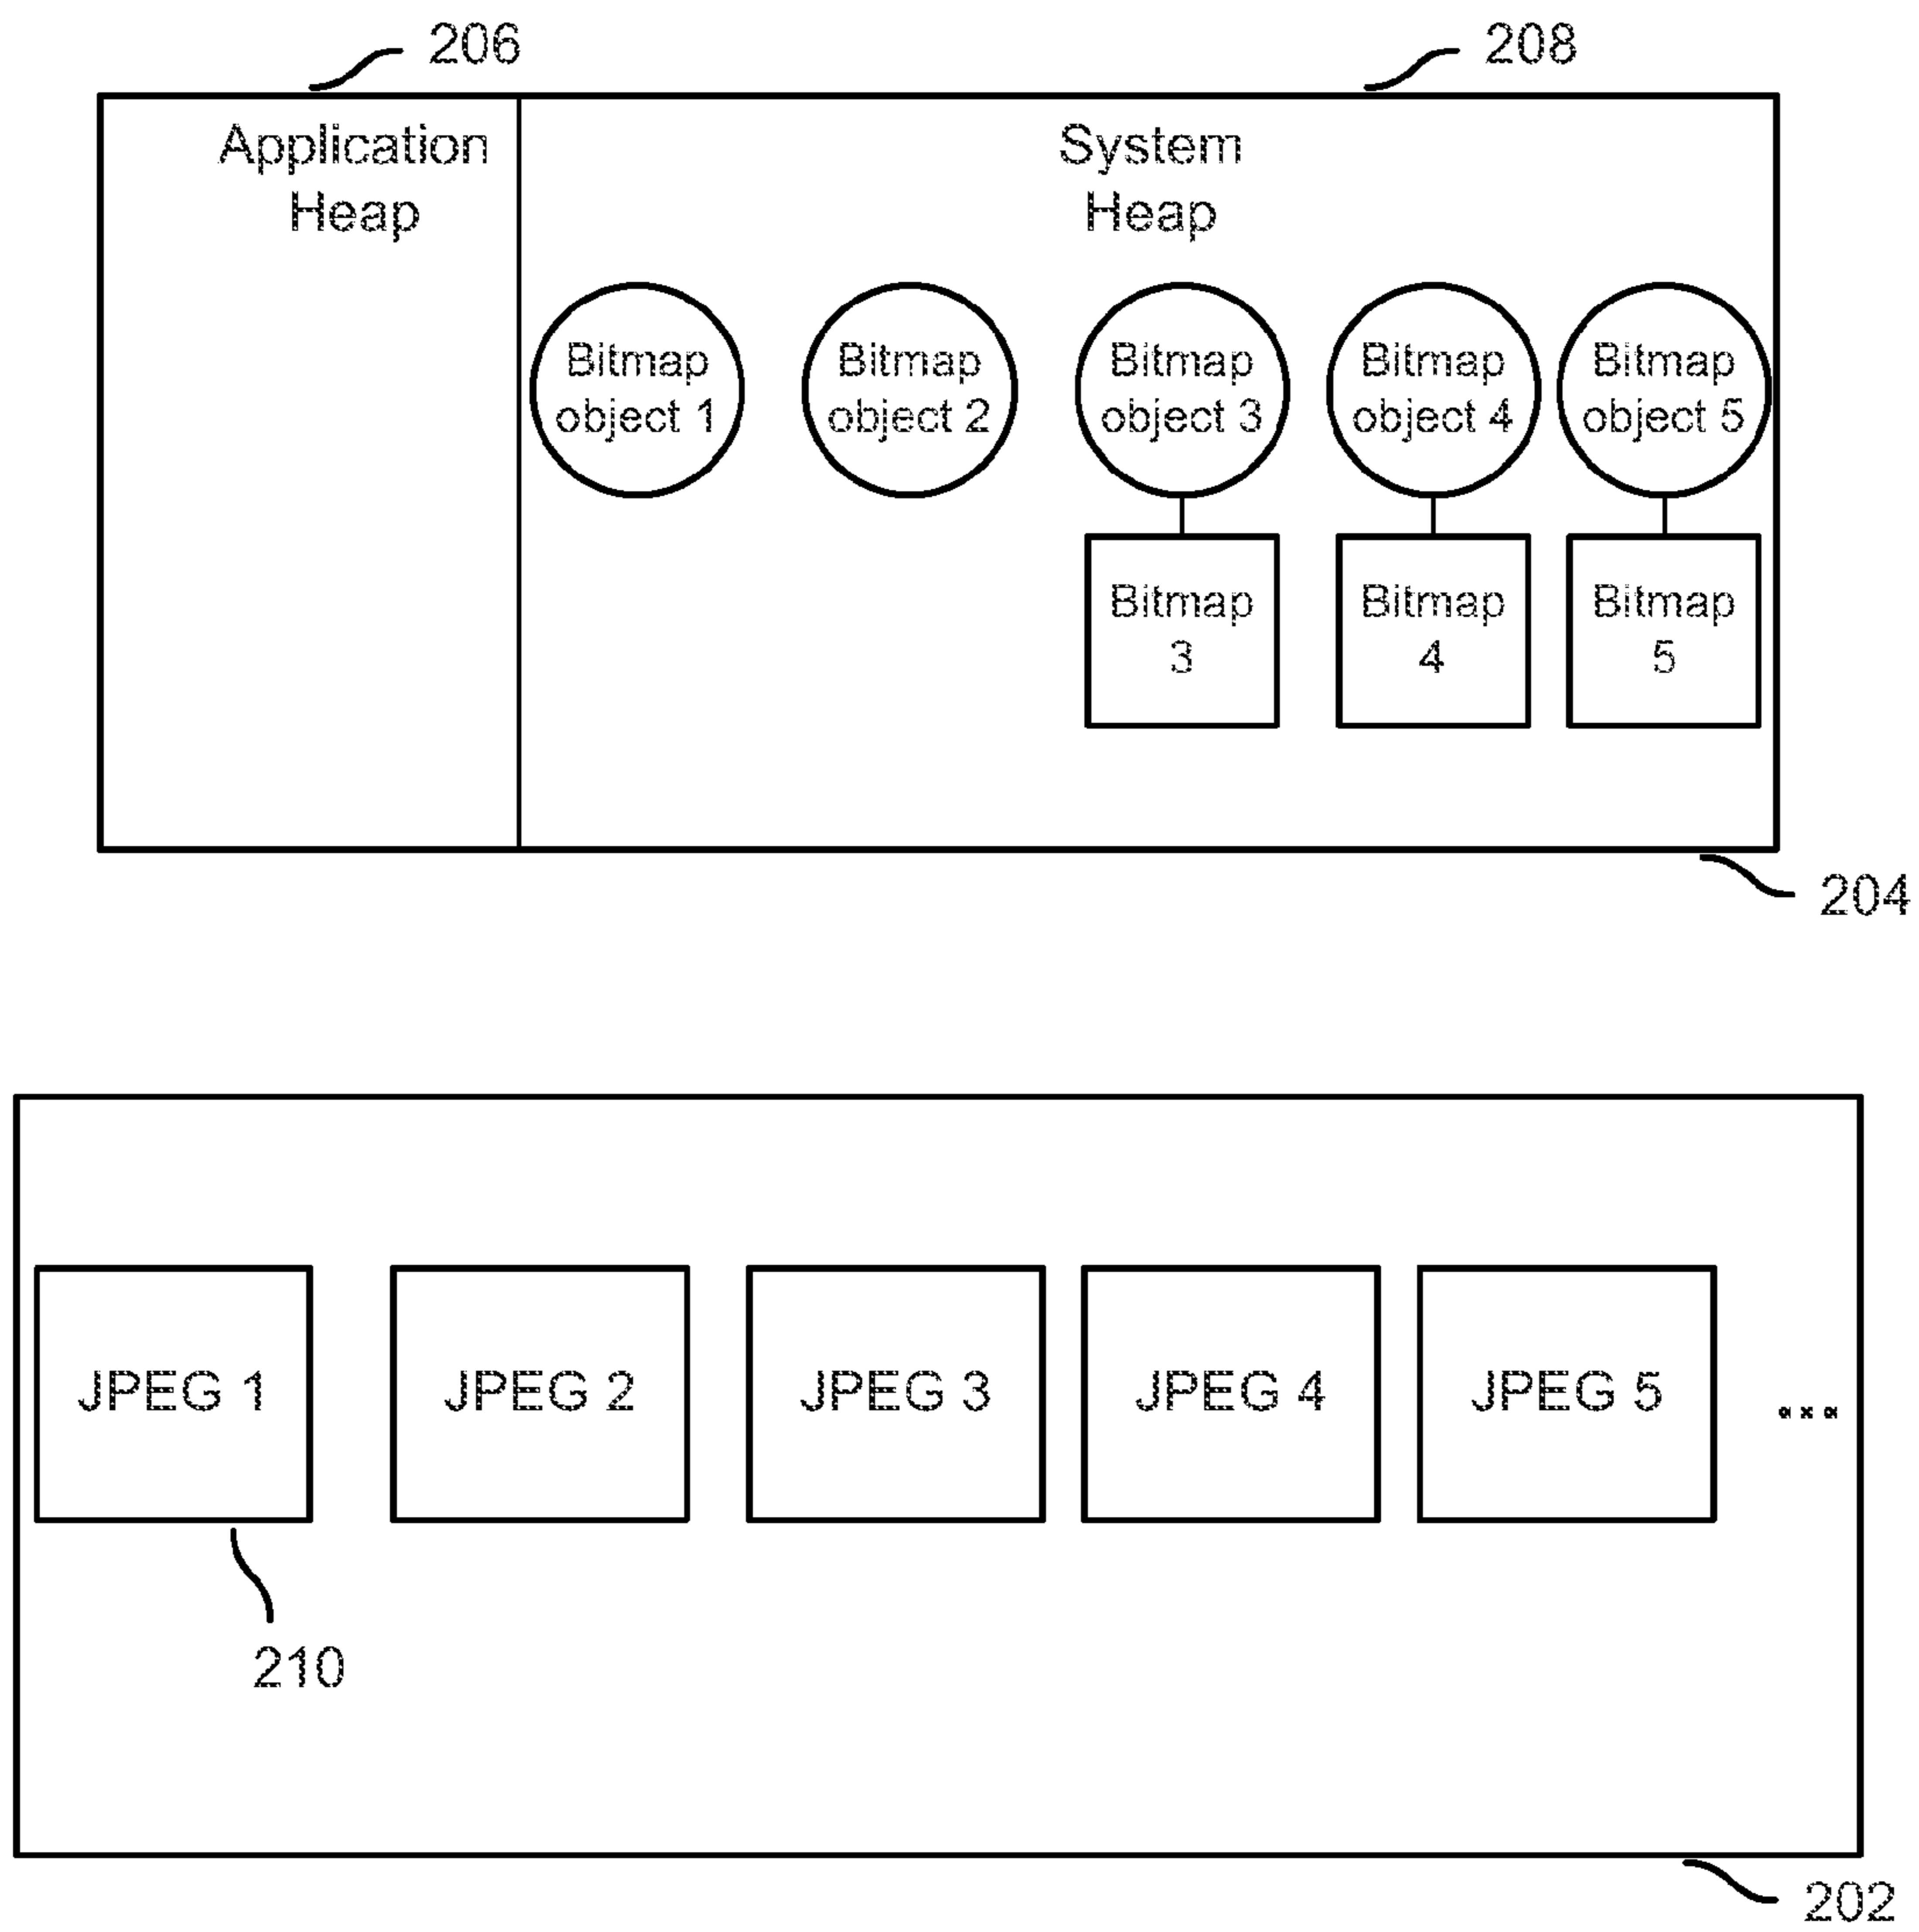 206
208
Application
Heap
System
Heap
Bitmap
object 1
Bitmap
object 2
Bitmap
object 3
Bitmap
object 4
Bitmap
object 5
Bitmap
3
Bitmap
4
Bitmap
5
204
JPEG 1
JPEG 2
JPEG 3
JPEG 4
JPEG 5
...
210
202